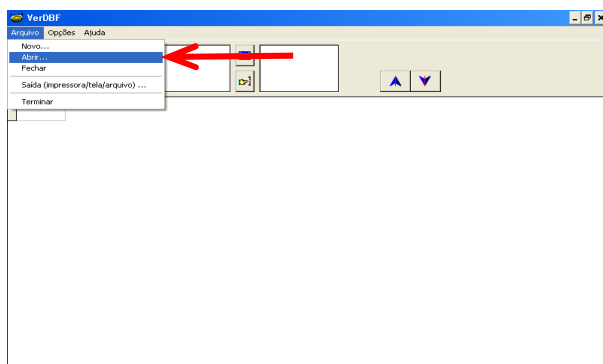 VerDBF
Arquivo Opções Ajuda
Novo...
Abrir...
Fechar
Saída (impressora/tela/arquivo) ...
Terminar